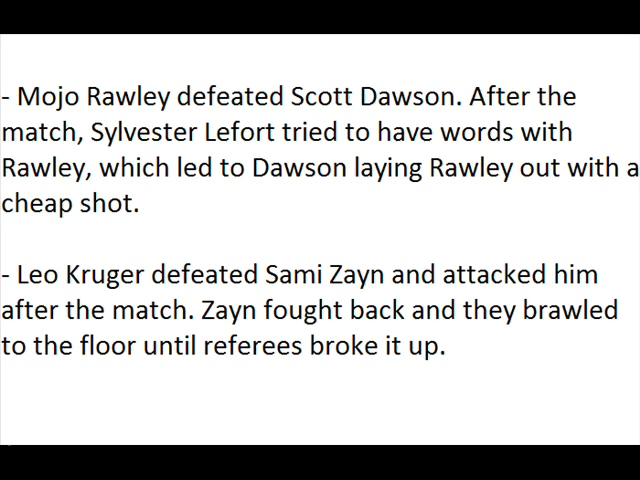 - Mojo Rawley defeated Scott Dawson. After the
match, Sylvester Lefort tried to have words with
Rawley, which led to Dawson laying Rawley out with a
cheap shot.
- Leo Kruger defeated Sami Zayn and attacked him
after the match. Zayn fought back and they brawled
to the floor until referees broke it up.